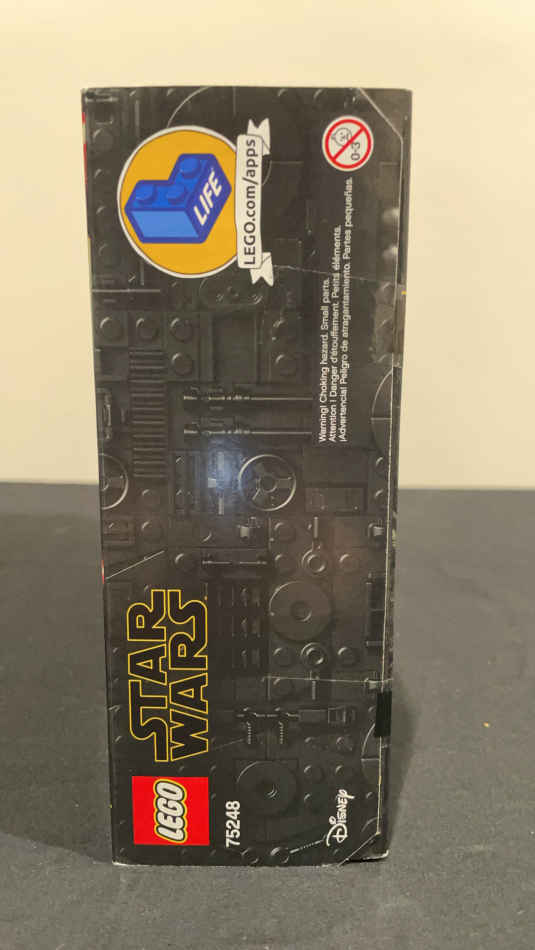 LEGO
STAR
WARS
75248
Disney
LIFE
LEGO.com/apps
0-3
Warning! Choking hazard. Small parts.
Attention ! Danger d'étouffement. Petits éléments.
¡Advertencia! Peligro de atragantamiento. Partes pequeñas.